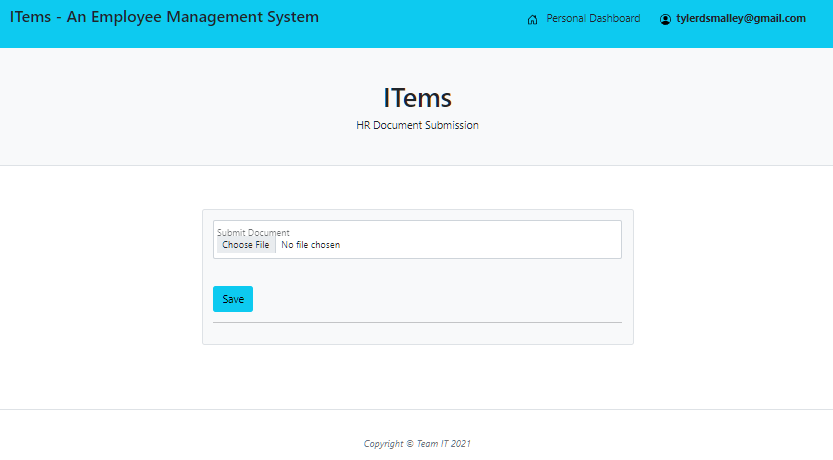 ITems - An Employee Management System
Personal Dashboard
tylerdsmalley@gmail.com
ITems
HR Document Submission
Submit Document
Choose File No file chosen
Save
Copyright © Team IT 2021